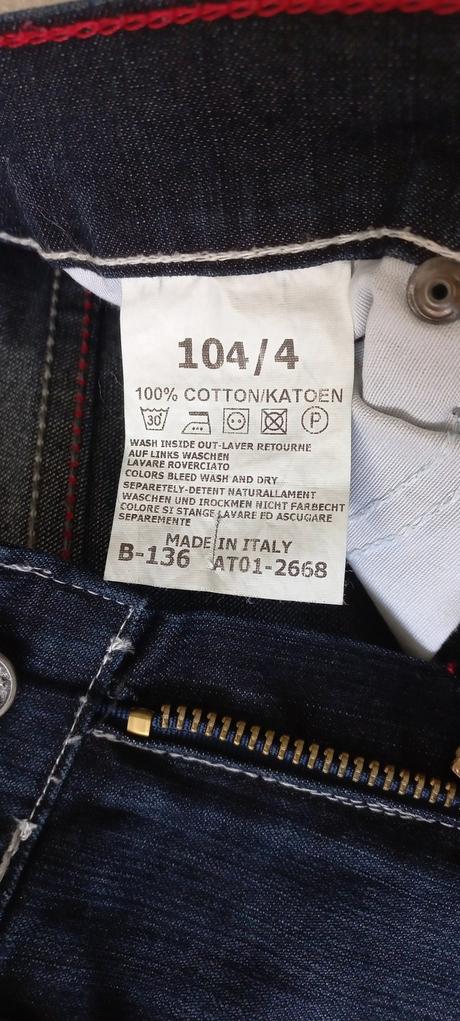 104/4
100% COTTON/KATOEN
30° P
WASH INSIDE OUT-LAVER RETOURNE
AUF LINKS WASCHEN
LAVARE ROVERCIATO
COLORS BLEED WASH AND DRY
SEPARETELY-DETENT NATURALLAMENT
WASCHEN UND IROCKMEN NICHT FARBECHT
COLORE SI STANGE LAVARE ED ASCUGARE
SEPAREMENTE
MADE IN ITALY
B-136 AT01-2668